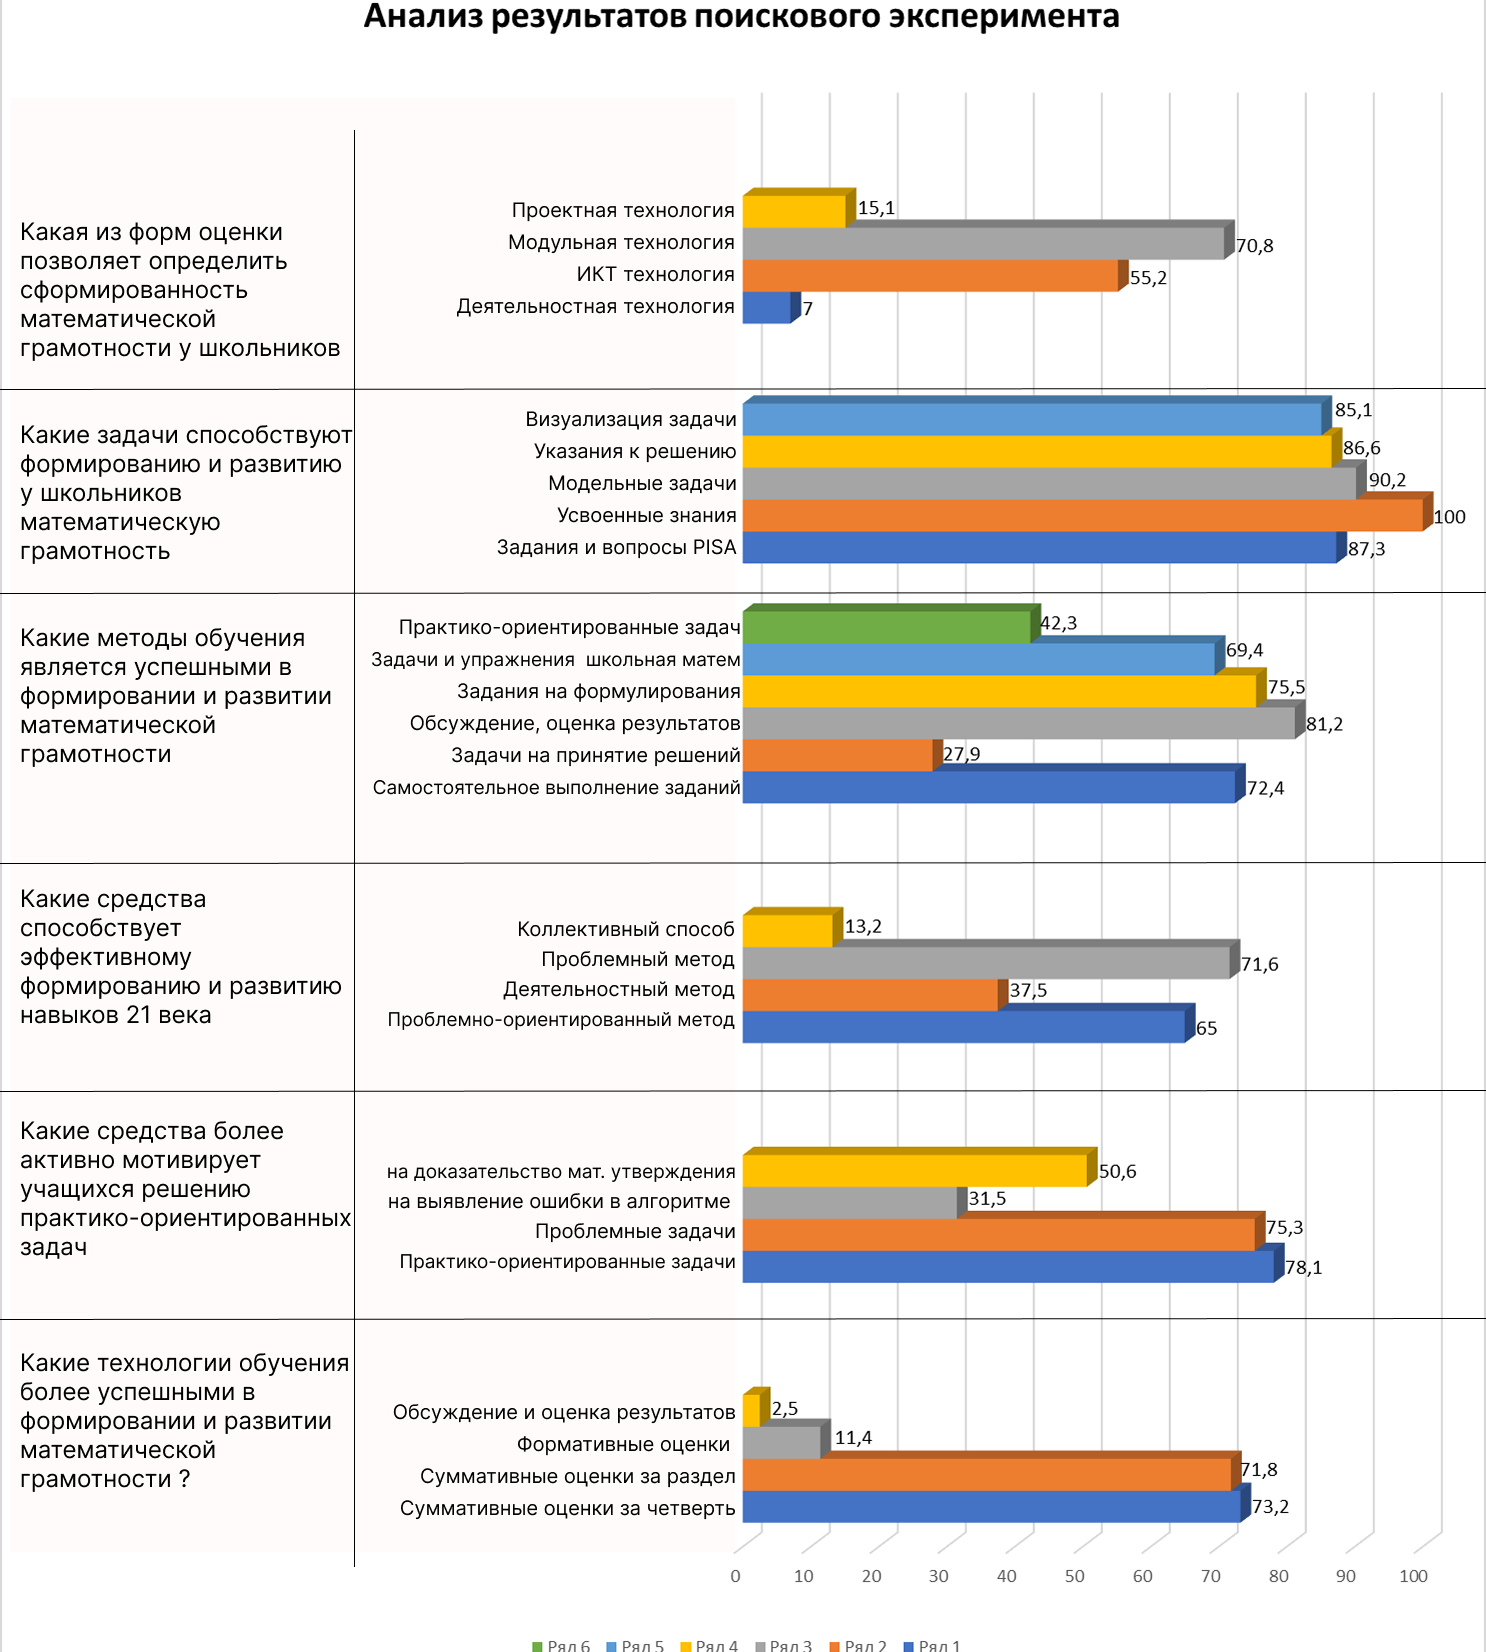 Анализ результатов поискового эксперимента
Какая из форм оценки
позволяет определить
сформированность
математической
грамотности у школьников
Проектная технология
15,1
Модульная технология
70,8
ИКТ технология
55,2
Деятельностная технология
7
Какие задачи способствуют
формированию и развитию
у школьников
математическую
грамотность
Визуализация задачи
85,1
Указания к решению
86,6
Модельные задачи
90,2
Усвоенные знания
100
Задания и вопросы PISA
87,3
Какие методы обучения
является успешными в
формировании и развитии
математической
грамотности
Практико-ориентированные задач
42,3
Задачи и упражнения школьная матем
69,4
Задания на формулирования
75,5
Обсуждение, оценка результатов
81,2
Задачи на принятие решений
27,9
Самостоятельное выполнение заданий
72,4
Какие средства
способствует
эффективному
формированию и развитию
навыков 21 века
Коллективный способ
13,2
Проблемный метод
71,6
Деятельностный метод
37,5
Проблемно-ориентированный метод
65
Какие средства более
активно мотивирует
учащихся решению
практико-ориентированных
задач
на доказательство мат. утверждения
50,6
на выявление ошибки в алгоритме
31,5
Проблемные задачи
75,3
Практико-ориентированные задачи
78,1
Какие технологии обучения
более успешными в
формировании и развитии
математической
грамотности ?
Обсуждение и оценка результатов
2,5
Формативные оценки
11,4
Суммативные оценки за раздел
71,8
Суммативные оценки за четверть
73,2
0 10 20 30 40 50 60 70 80 90 100
Ряд 6 Ряд 5 Ряд 4 Ряд 3 Ряд 2 Ряд 1